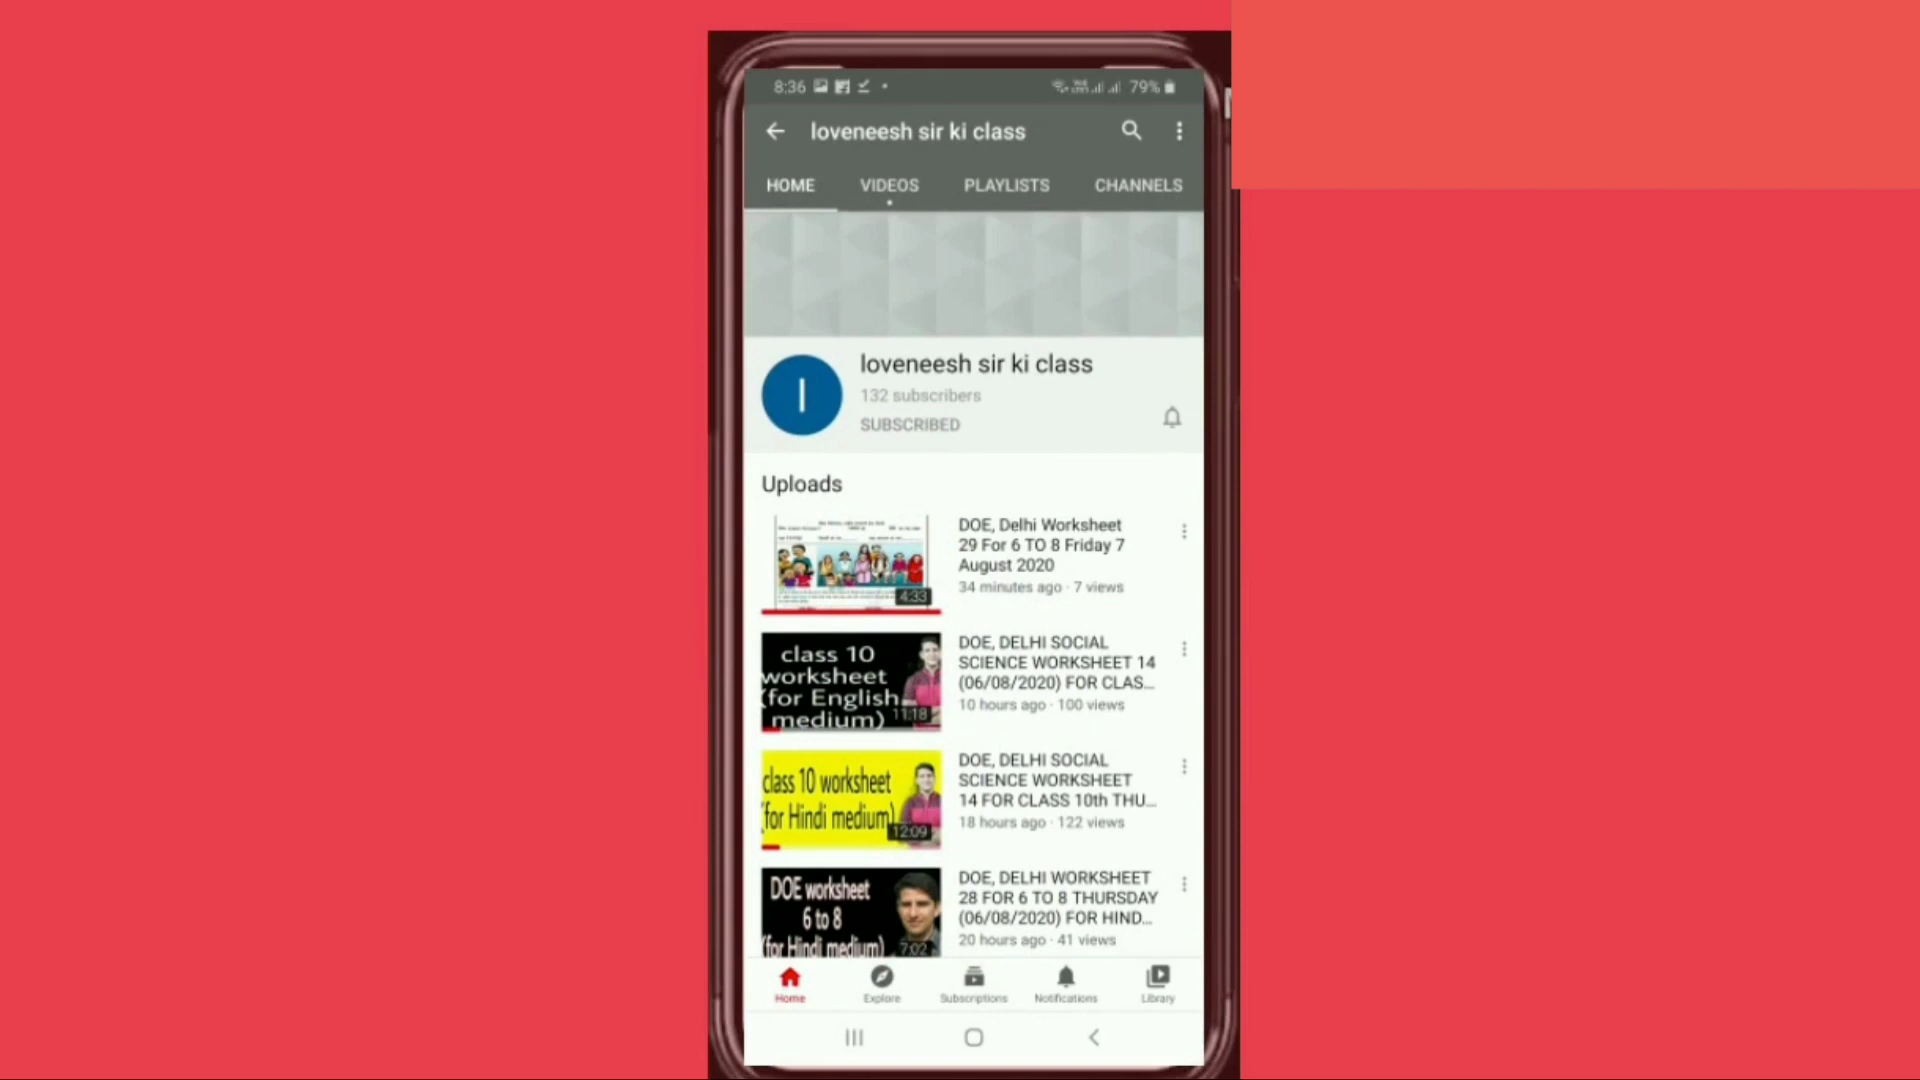 8:36
79%
loveneesh sir ki class
HOME VIDEOS PLAYLISTS CHANNELS
loveneesh sir ki class
132 subscribers
SUBSCRIBED
Uploads
4:33
DOE, Delhi Worksheet
29 For 6 TO 8 Friday 7
August 2020
34 minutes ago · 7 views
class 10
worksheet
(for English
medium)
11:18
DOE, DELHI SOCIAL
SCIENCE WORKSHEET 14
(06/08/2020) FOR CLAS...
10 hours ago · 100 views
class 10 worksheet
(for Hindi medium)
12:09
DOE, DELHI SOCIAL
SCIENCE WORKSHEET
14 FOR CLASS 10th THU...
18 hours ago · 122 views
DOE worksheet
6 to 8
(for Hindi medium)
7:02
DOE, DELHI WORKSHEET
28 FOR 6 TO 8 THURSDAY
(06/08/2020) FOR HIND...
20 hours ago · 41 views
Home Explore Subscriptions Notifications Library